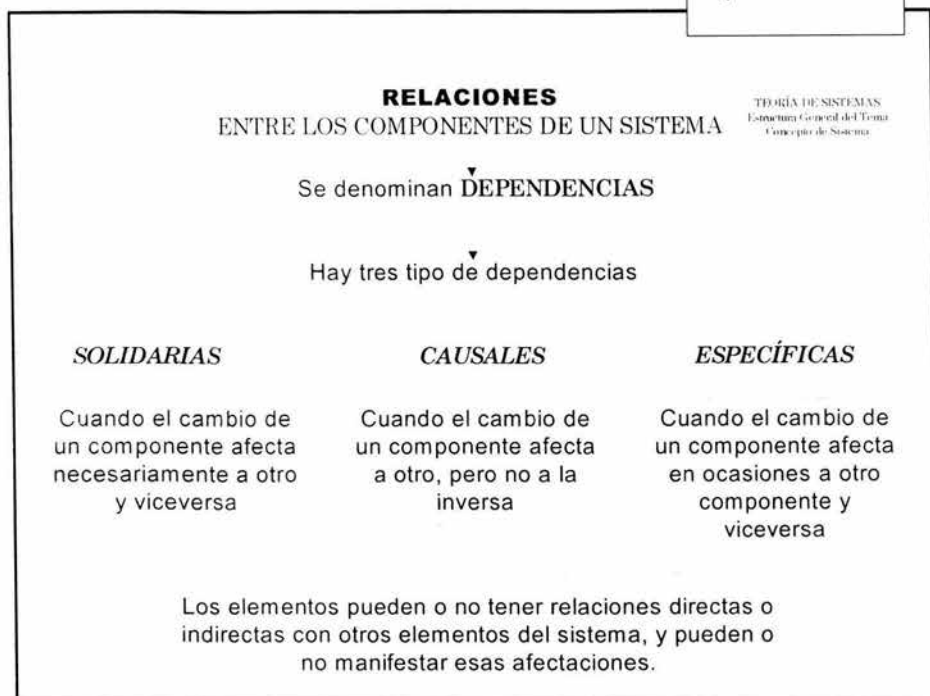 RELACIONES
ENTRE LOS COMPONENTES DE UN SISTEMA
TEORÍA DE SISTEMAS
Estructura General del Tema
Concepto de Sistema
Se denominan DEPENDENCIAS
Hay tres tipo de dependencias
SOLIDARIAS
Cuando el cambio de
un componente afecta
necesariamente a otro
y viceversa
CAUSALES
Cuando el cambio de
un componente afecta
a otro, pero no a la
inversa
ESPECÍFICAS
Cuando el cambio de
un componente afecta
en ocasiones a otro
componente y
viceversa
Los elementos pueden o no tener relaciones directas o
indirectas con otros elementos del sistema, y pueden o
no manifestar esas afectaciones.